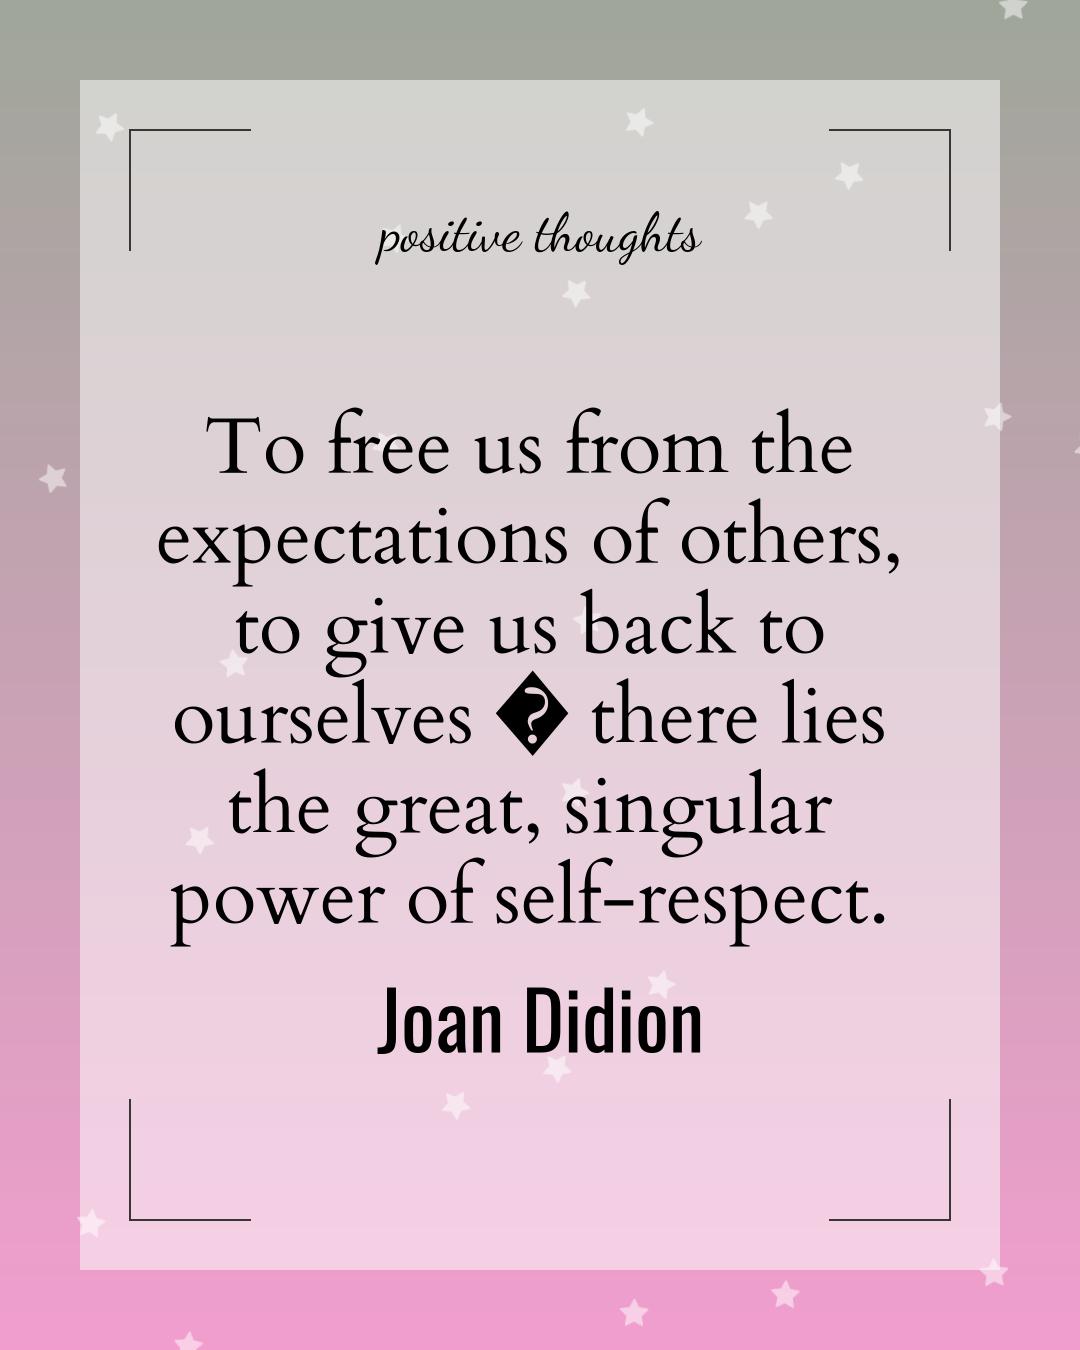 positive thoughts
To free us from the
expectations of others,
to give us back to
ourselves � there lies
the great, singular
power of self-respect.
Joan Didion